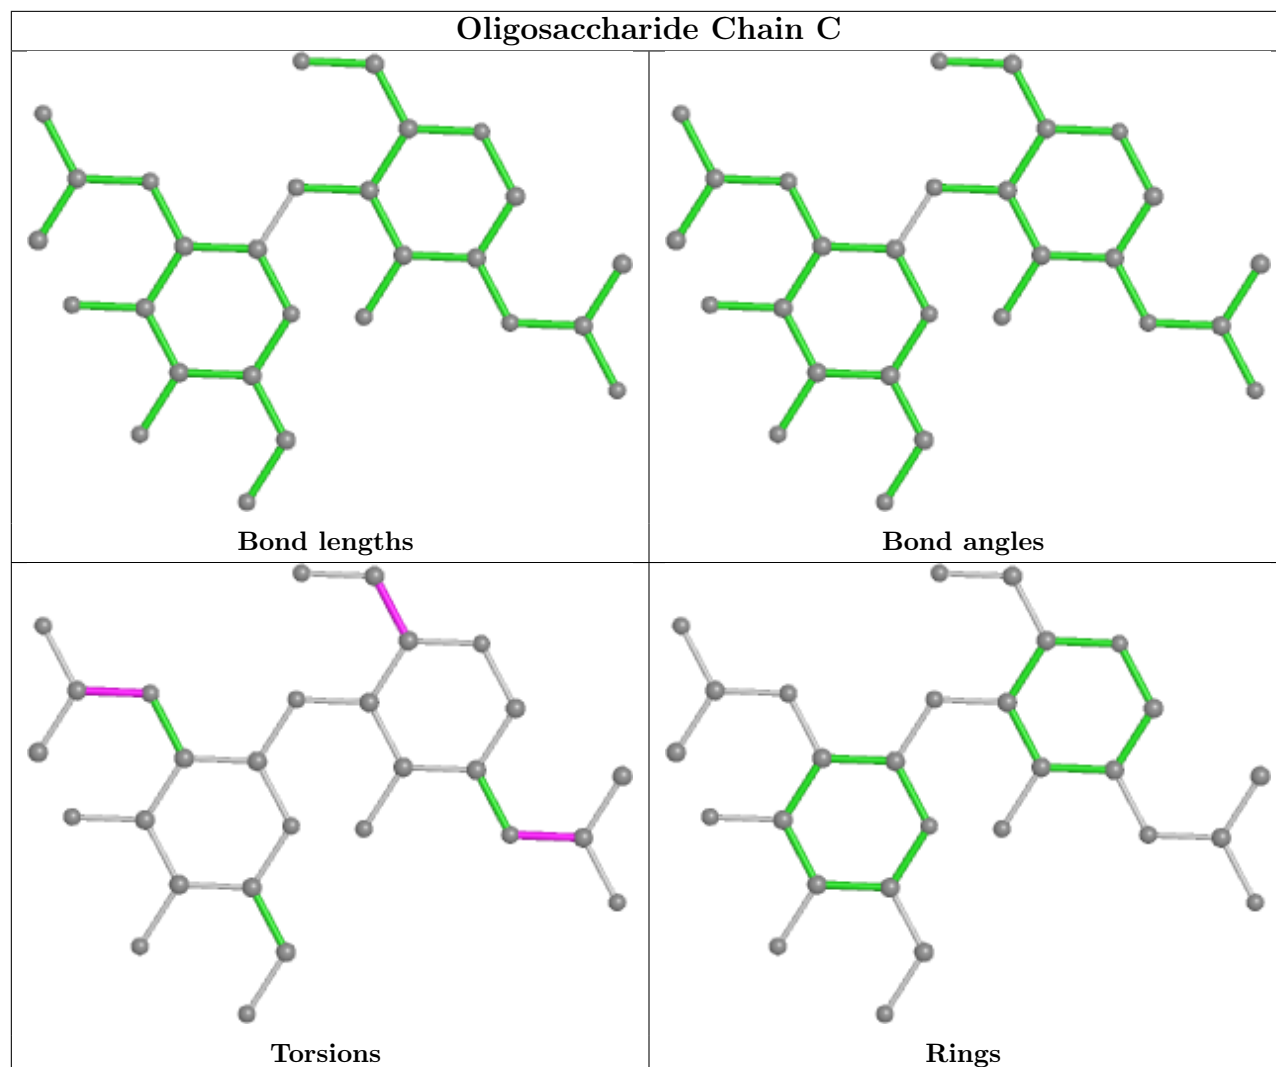 Oligosaccharide Chain C
Bond lengths
Bond angles
Torsions
Rings